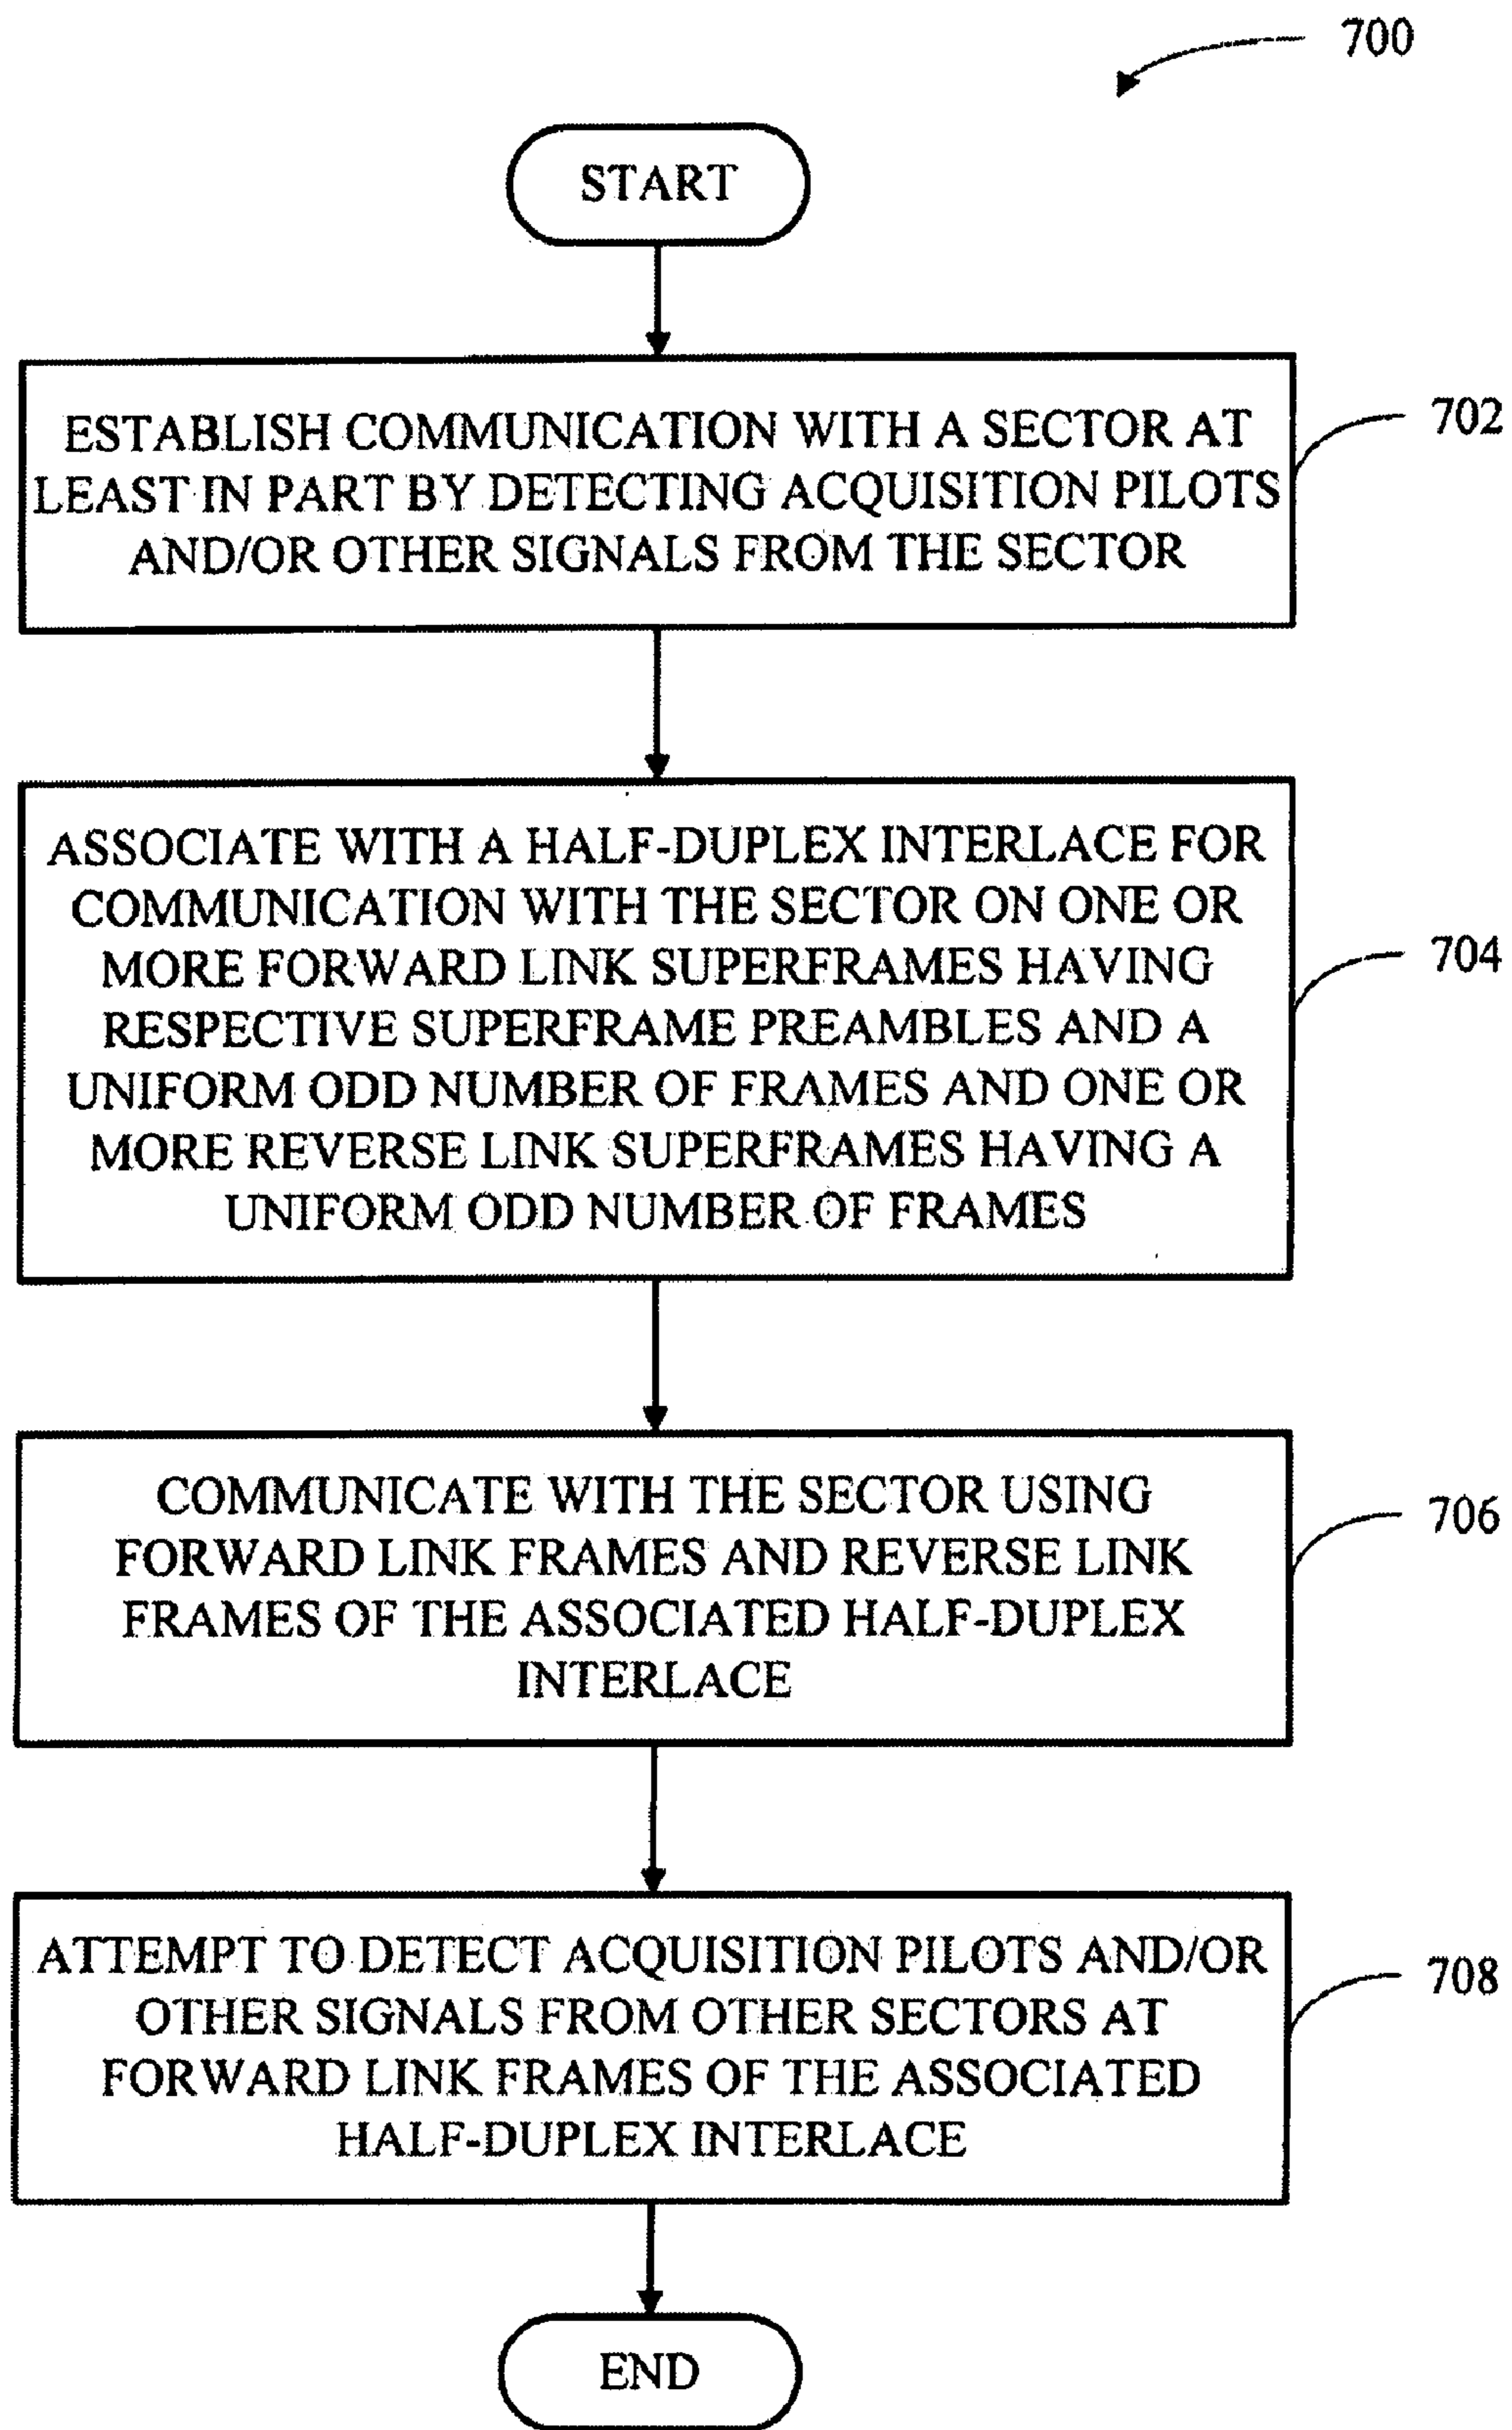 700
START
ESTABLISH COMMUNICATION WITH A SECTOR AT
LEAST IN PART BY DETECTING ACQUISITION PILOTS
AND/OR OTHER SIGNALS FROM THE SECTOR
702
ASSOCIATE WITH A HALF-DUPLEX INTERLACE FOR
COMMUNICATION WITH THE SECTOR ON ONE OR
MORE FORWARD LINK SUPERFRAMES HAVING
RESPECTIVE SUPERFRAME PREAMBLES AND A
UNIFORM ODD NUMBER OF FRAMES AND ONE OR
MORE REVERSE LINK SUPERFRAMES HAVING A
UNIFORM ODD NUMBER OF FRAMES
704
COMMUNICATE WITH THE SECTOR USING
FORWARD LINK FRAMES AND REVERSE LINK
FRAMES OF THE ASSOCIATED HALF-DUPLEX
INTERLACE
706
ATTEMPT TO DETECT ACQUISITION PILOTS AND/OR
OTHER SIGNALS FROM OTHER SECTORS AT
FORWARD LINK FRAMES OF THE ASSOCIATED
HALF-DUPLEX INTERLACE
708
END